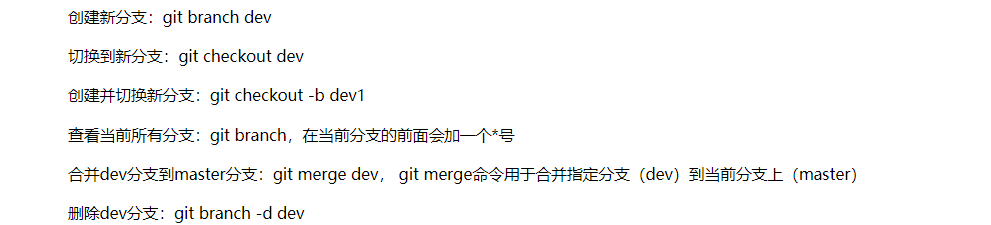 创建新分支：git branch dev
切换到新分支：git checkout dev
创建并切换新分支：git checkout -b dev1
查看当前所有分支：git branch，在当前分支的前面会加一个*号
合并dev分支到master分支：git merge dev， git merge命令用于合并指定分支（dev）到当前分支上（master）
删除dev分支：git branch -d dev